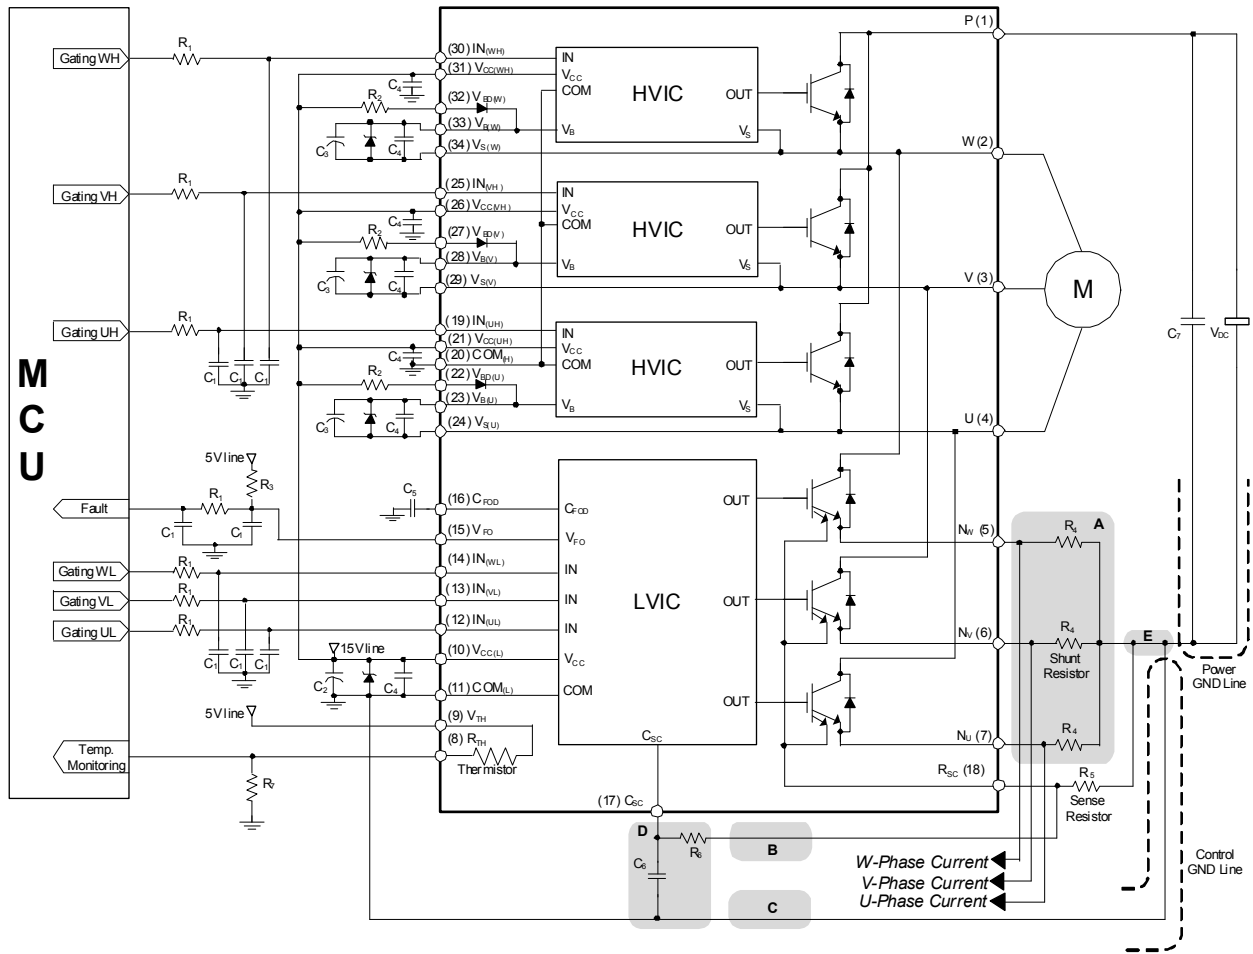 MCU
Gating WH
R1
(30) IN(WH)
(31) VCC(WH)
C4
R2
(32) VBD(W)
(33) VB(W)
C3
C4
(34) VS(W)
IN
VCC
COM
VB
HVIC
OUT
VS
P (1)
W (2)
Gating VH
R1
(25) IN(VH)
(26) VCC(VH)
C4
R2
(27) VBD(V)
(28) VB(V)
C3
C4
(29) VS(V)
IN
VCC
COM
VB
HVIC
OUT
VS
V (3)
M
C7
VDC
Gating UH
R1
C1
C1
C1
(19) IN(UH)
(21) VCC(UH)
(20) COM(H)
C4
R2
(22) VBD(U)
(23) VB(U)
C3
C4
(24) VS(U)
IN
VCC
COM
VB
HVIC
OUT
VS
U (4)
5V line
R3
Fault
R1
C1
C1
C5
(16) CFOD
(15) VFO
CFOD
VFO
Gating WL
R1
(14) IN(WL)
IN
Gating VL
R1
(13) IN(VL)
IN
Gating UL
R1
(12) IN(UL)
IN
C1
C1
C1
15V line
(10) VCC(L)
VCC
C2
C4
(11) COM(L)
COM
LVIC
OUT
OUT
OUT
CSC
5V line
(9) VTH
(8) RTH
Thermistor
Temp.
Monitoring
R7
(17) CSC
NW (5)
NV (6)
NU (7)
RSC (18)
A
R4
R4
Shunt
Resistor
R4
E
R5
Sense
Resistor
Power
GND Line
Control
GND Line
D
R6
C6
B
C
W-Phase Current
V-Phase Current
U-Phase Current